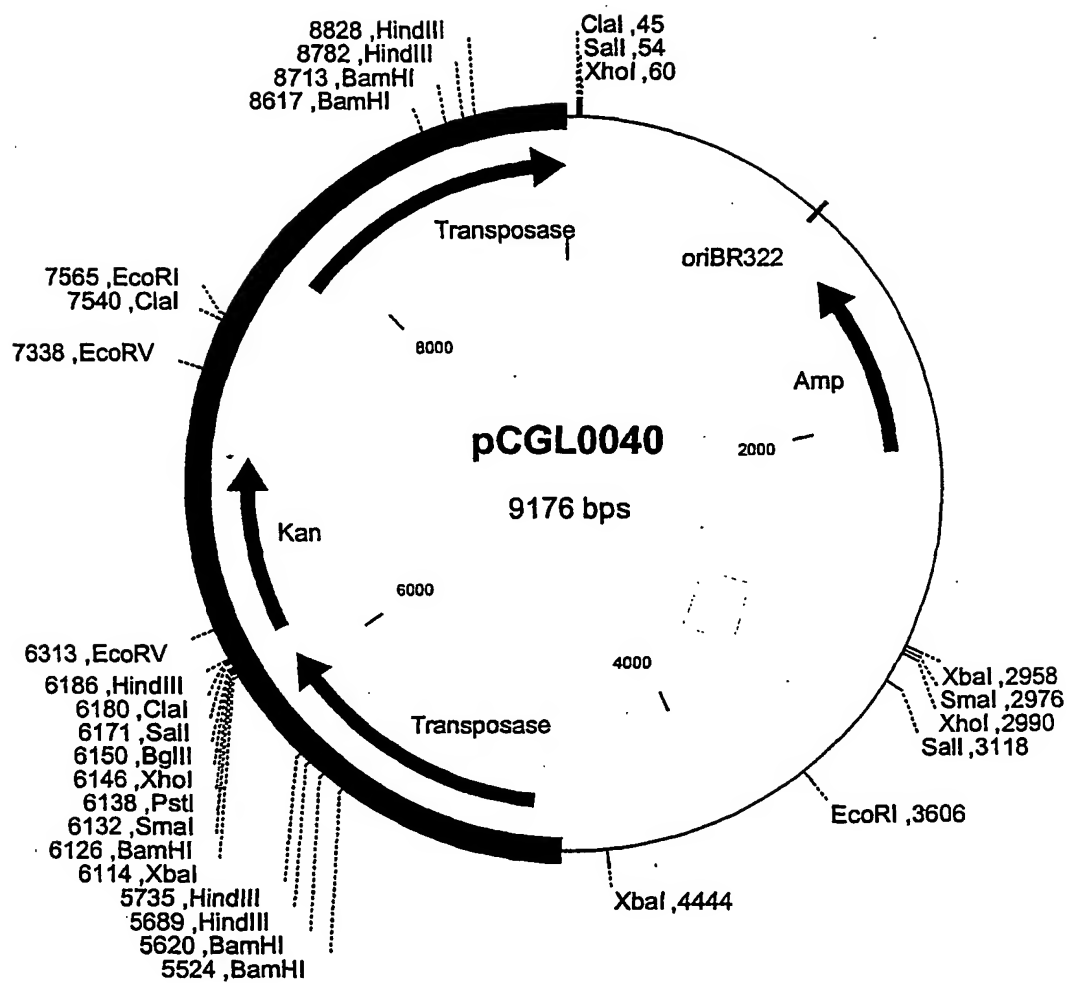 8828 ,HindIII
8782 ,HindIII
8713 ,BamHI
8617 ,BamHI
ClaI ,45
SalI ,54
XhoI ,60
Transposase
oriBR322
7565 ,EcoRI
7540 ,ClaI
7338 ,EcoRV
8000
Amp
pCGL0040
2000
9176 bps
Kan
6000
6313 ,EcoRV
6186 ,HindIII
6180 ,ClaI
6171 ,SalI
6150 ,BglII
6146 ,XhoI
6138 ,PstI
6132 ,SmaI
6126 ,BamHI
6114 ,XbaI
5735 ,HindIII
5689 ,HindIII
5620 ,BamHI
5524 ,BamHI
4000
Transposase
XbaI ,2958
SmaI ,2976
XhoI ,2990
SalI ,3118
EcoRI ,3606
XbaI ,4444